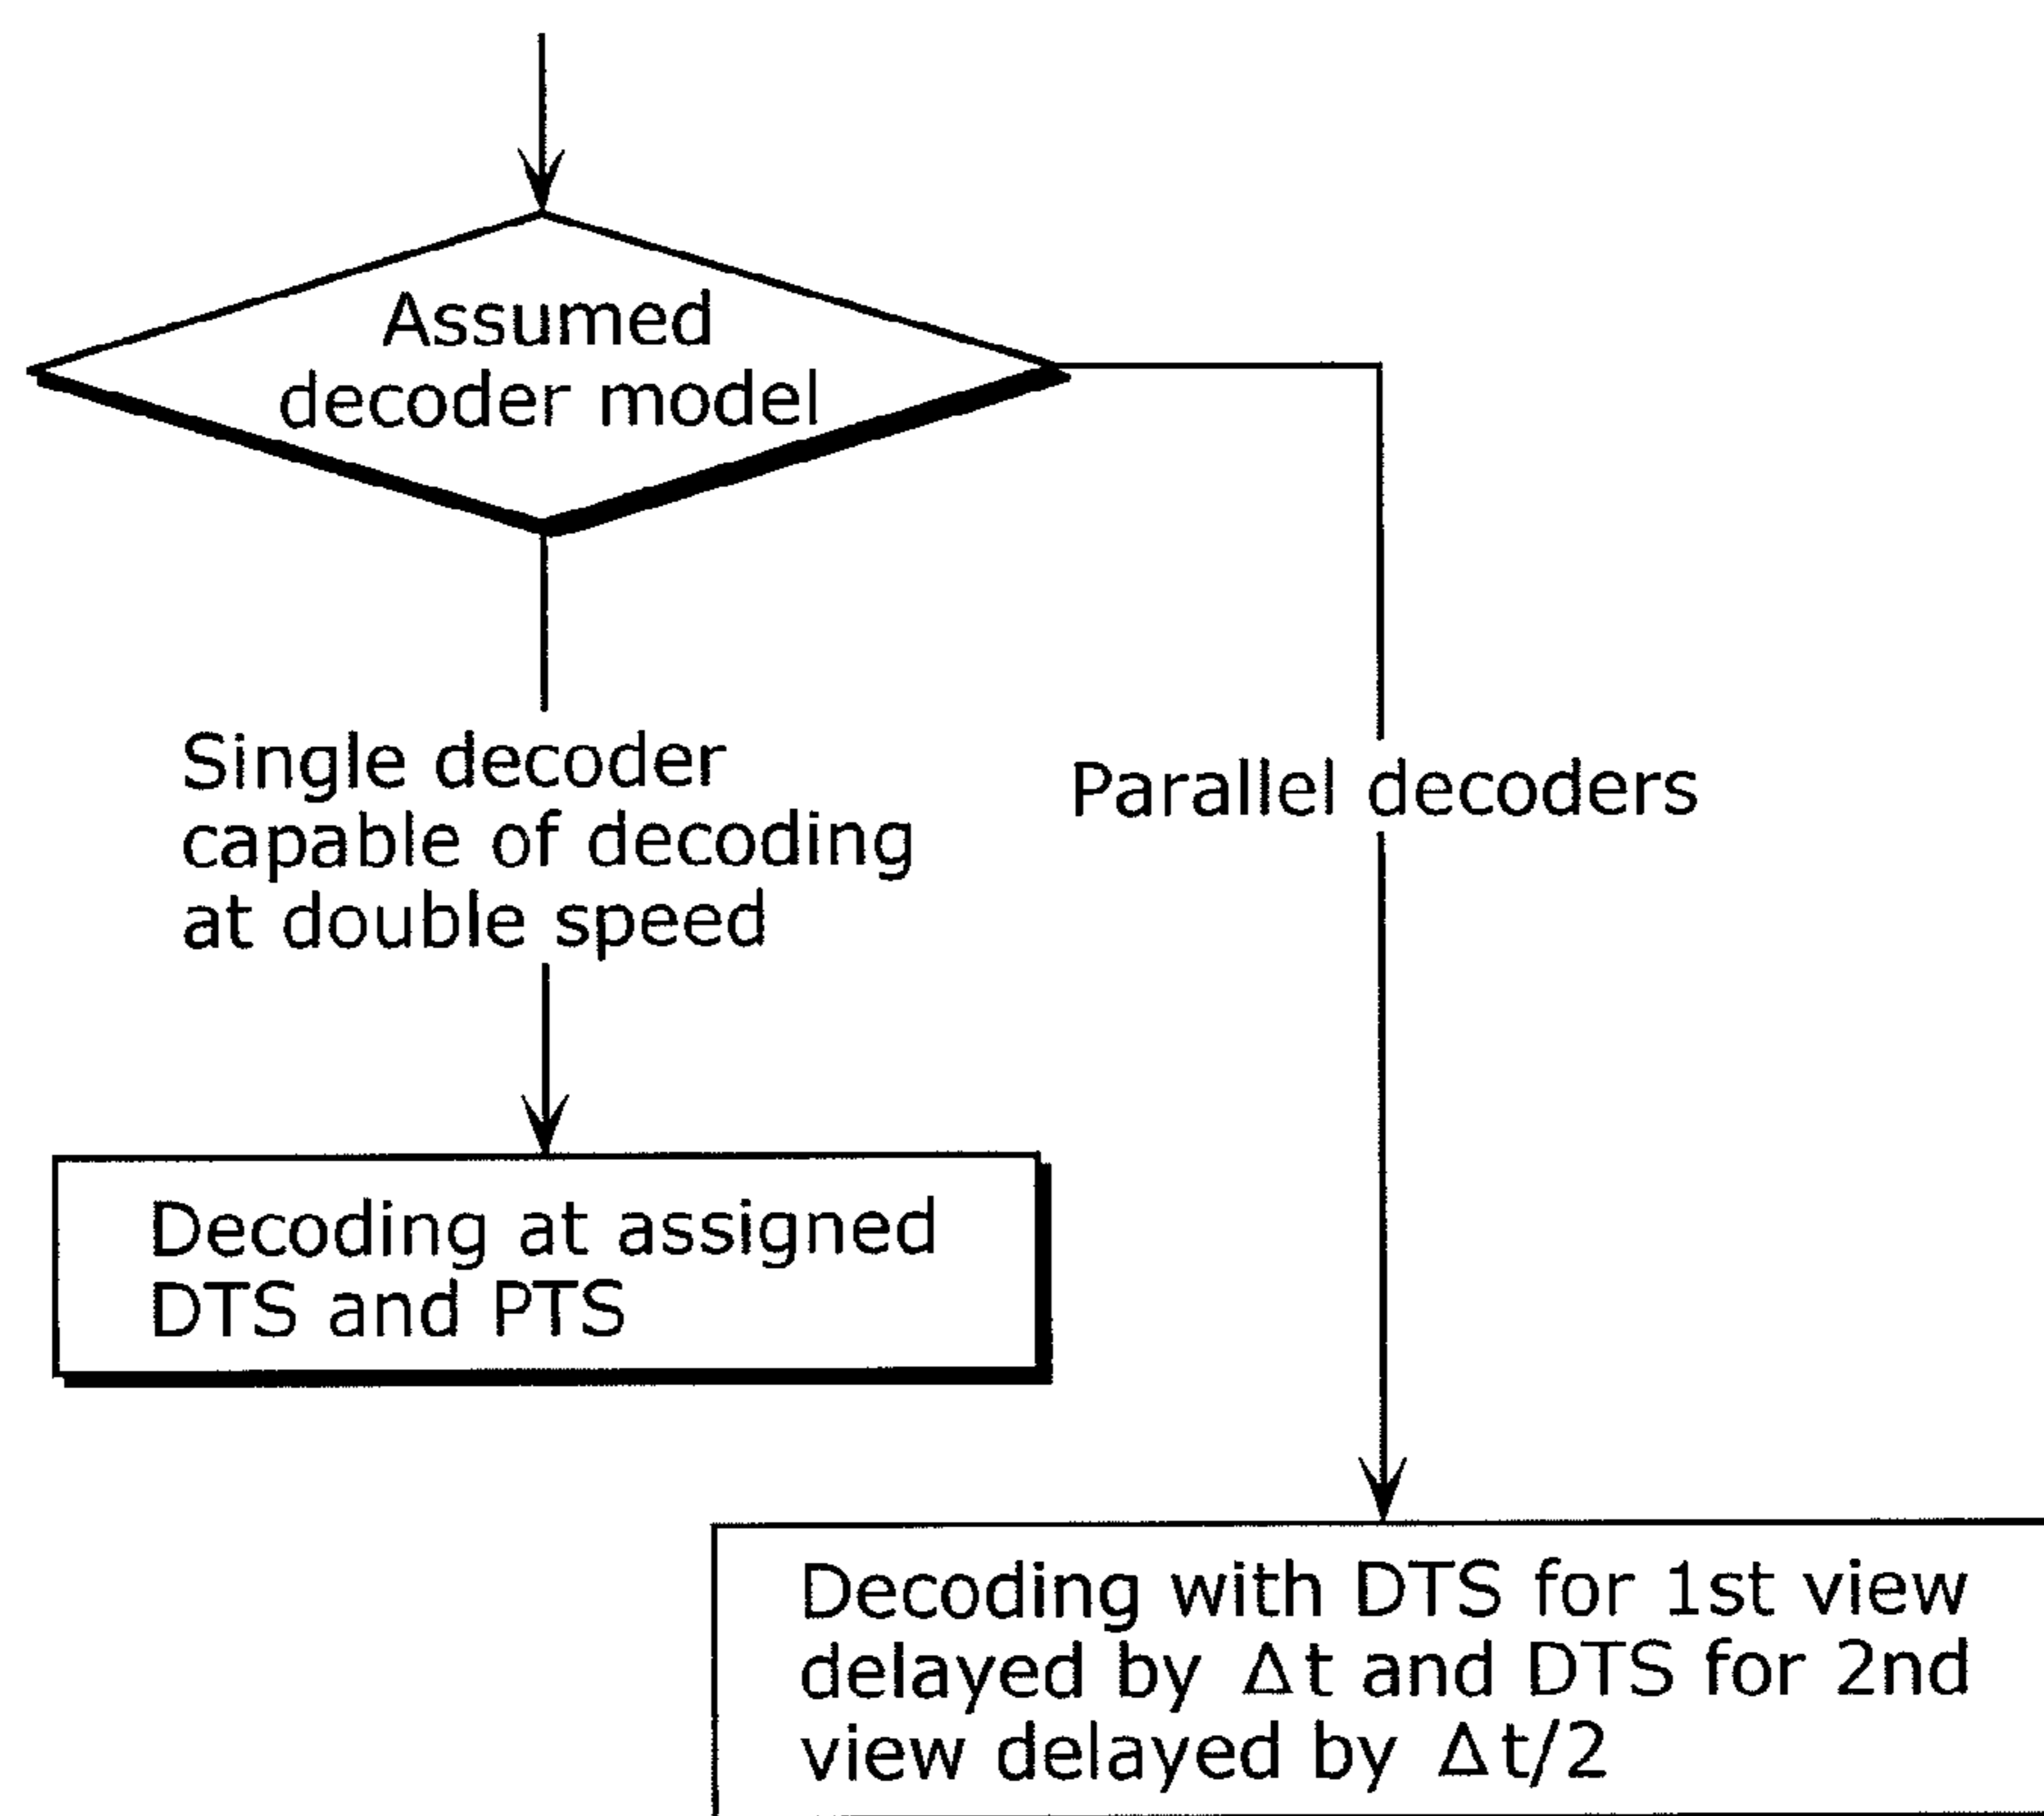 Assumed
decoder model
Single decoder
capable of decoding
at double speed
Parallel decoders
Decoding at assigned
DTS and PTS
Decoding with DTS for 1st view
delayed by Δt and DTS for 2nd
view delayed by Δt/2